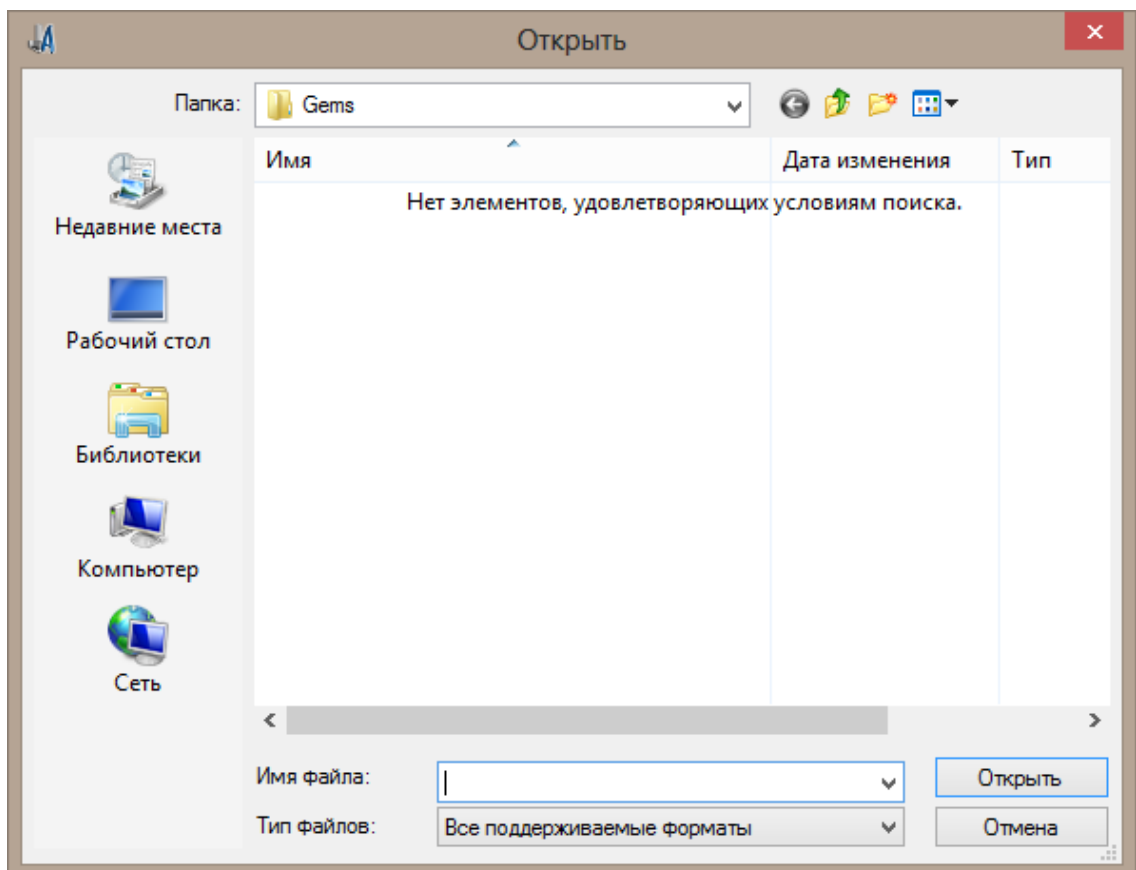 Открыть
Папка: Gems
Имя Дата изменения Тип
Нет элементов, удовлетворяющих условиям поиска.
Недавние места
Рабочий стол
Библиотеки
Компьютер
Сеть
Имя файла: Открыть
Тип файлов: Все поддерживаемые форматы Отмена